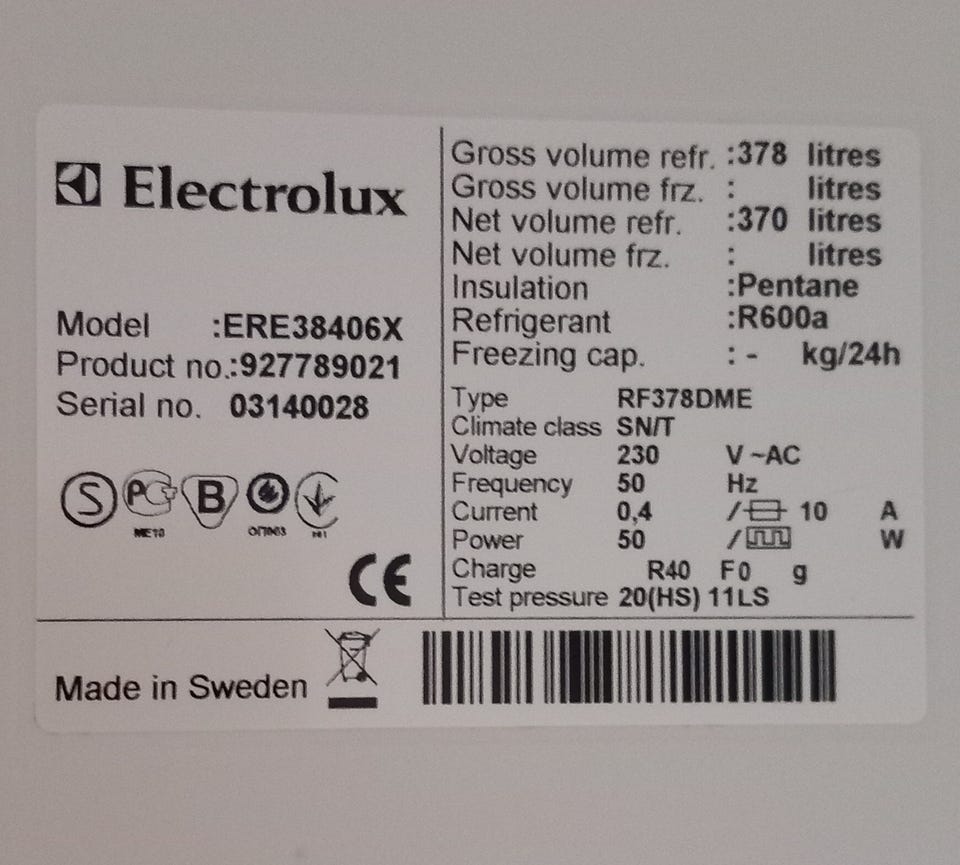 Electrolux
Model :ERE38406X
Product no.:927789021
Serial no. 03140028
S PC B
ME10
CE
Gross volume refr. :378 litres
Gross volume frz. : litres
Net volume refr. :370 litres
Net volume frz. : litres
Insulation :Pentane
Refrigerant :R600a
Freezing cap. : - kg/24h
Type RF378DME
Climate class SN/T
Voltage 230 V ~AC
Frequency 50 Hz
Current 0,4 / 10 A
Power 50 / W
Charge R40 F0 g
Test pressure 20(HS) 11LS
Made in Sweden